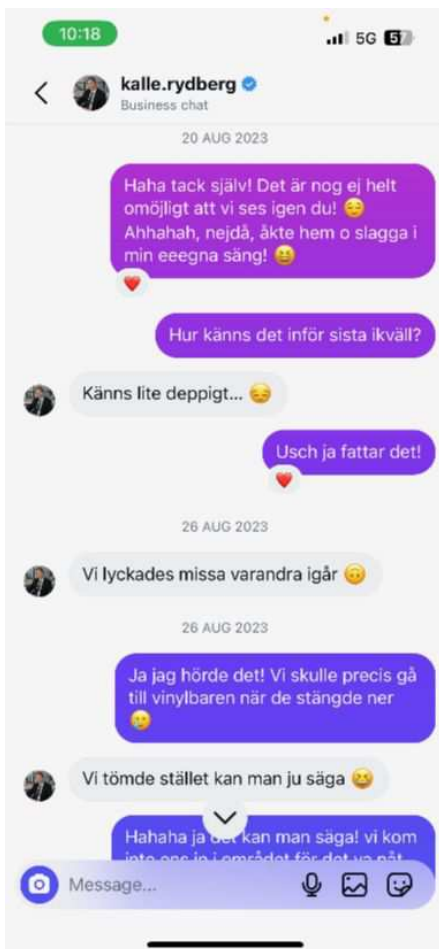 10:18
5G 57
kalle.rydberg
Business chat
20 AUG 2023
Haha tack själv! Det är nog ej helt
omöjligt att vi ses igen du! 😌
Ahhahah, nejdå, åkte hem o slagga i
min eeegna säng! 😆
❤️
Hur känns det inför sista ikväll?
Känns lite deppigt... 😔
Usch ja fattar det!
❤️
26 AUG 2023
Vi lyckades missa varandra igår 🙃
26 AUG 2023
Ja jag hörde det! Vi skulle precis gå
till vinylbaren när de stängde ner
🥲
Vi tömde stället kan man ju säga 😆
Hahaha ja kan man säga! vi kom
Message...